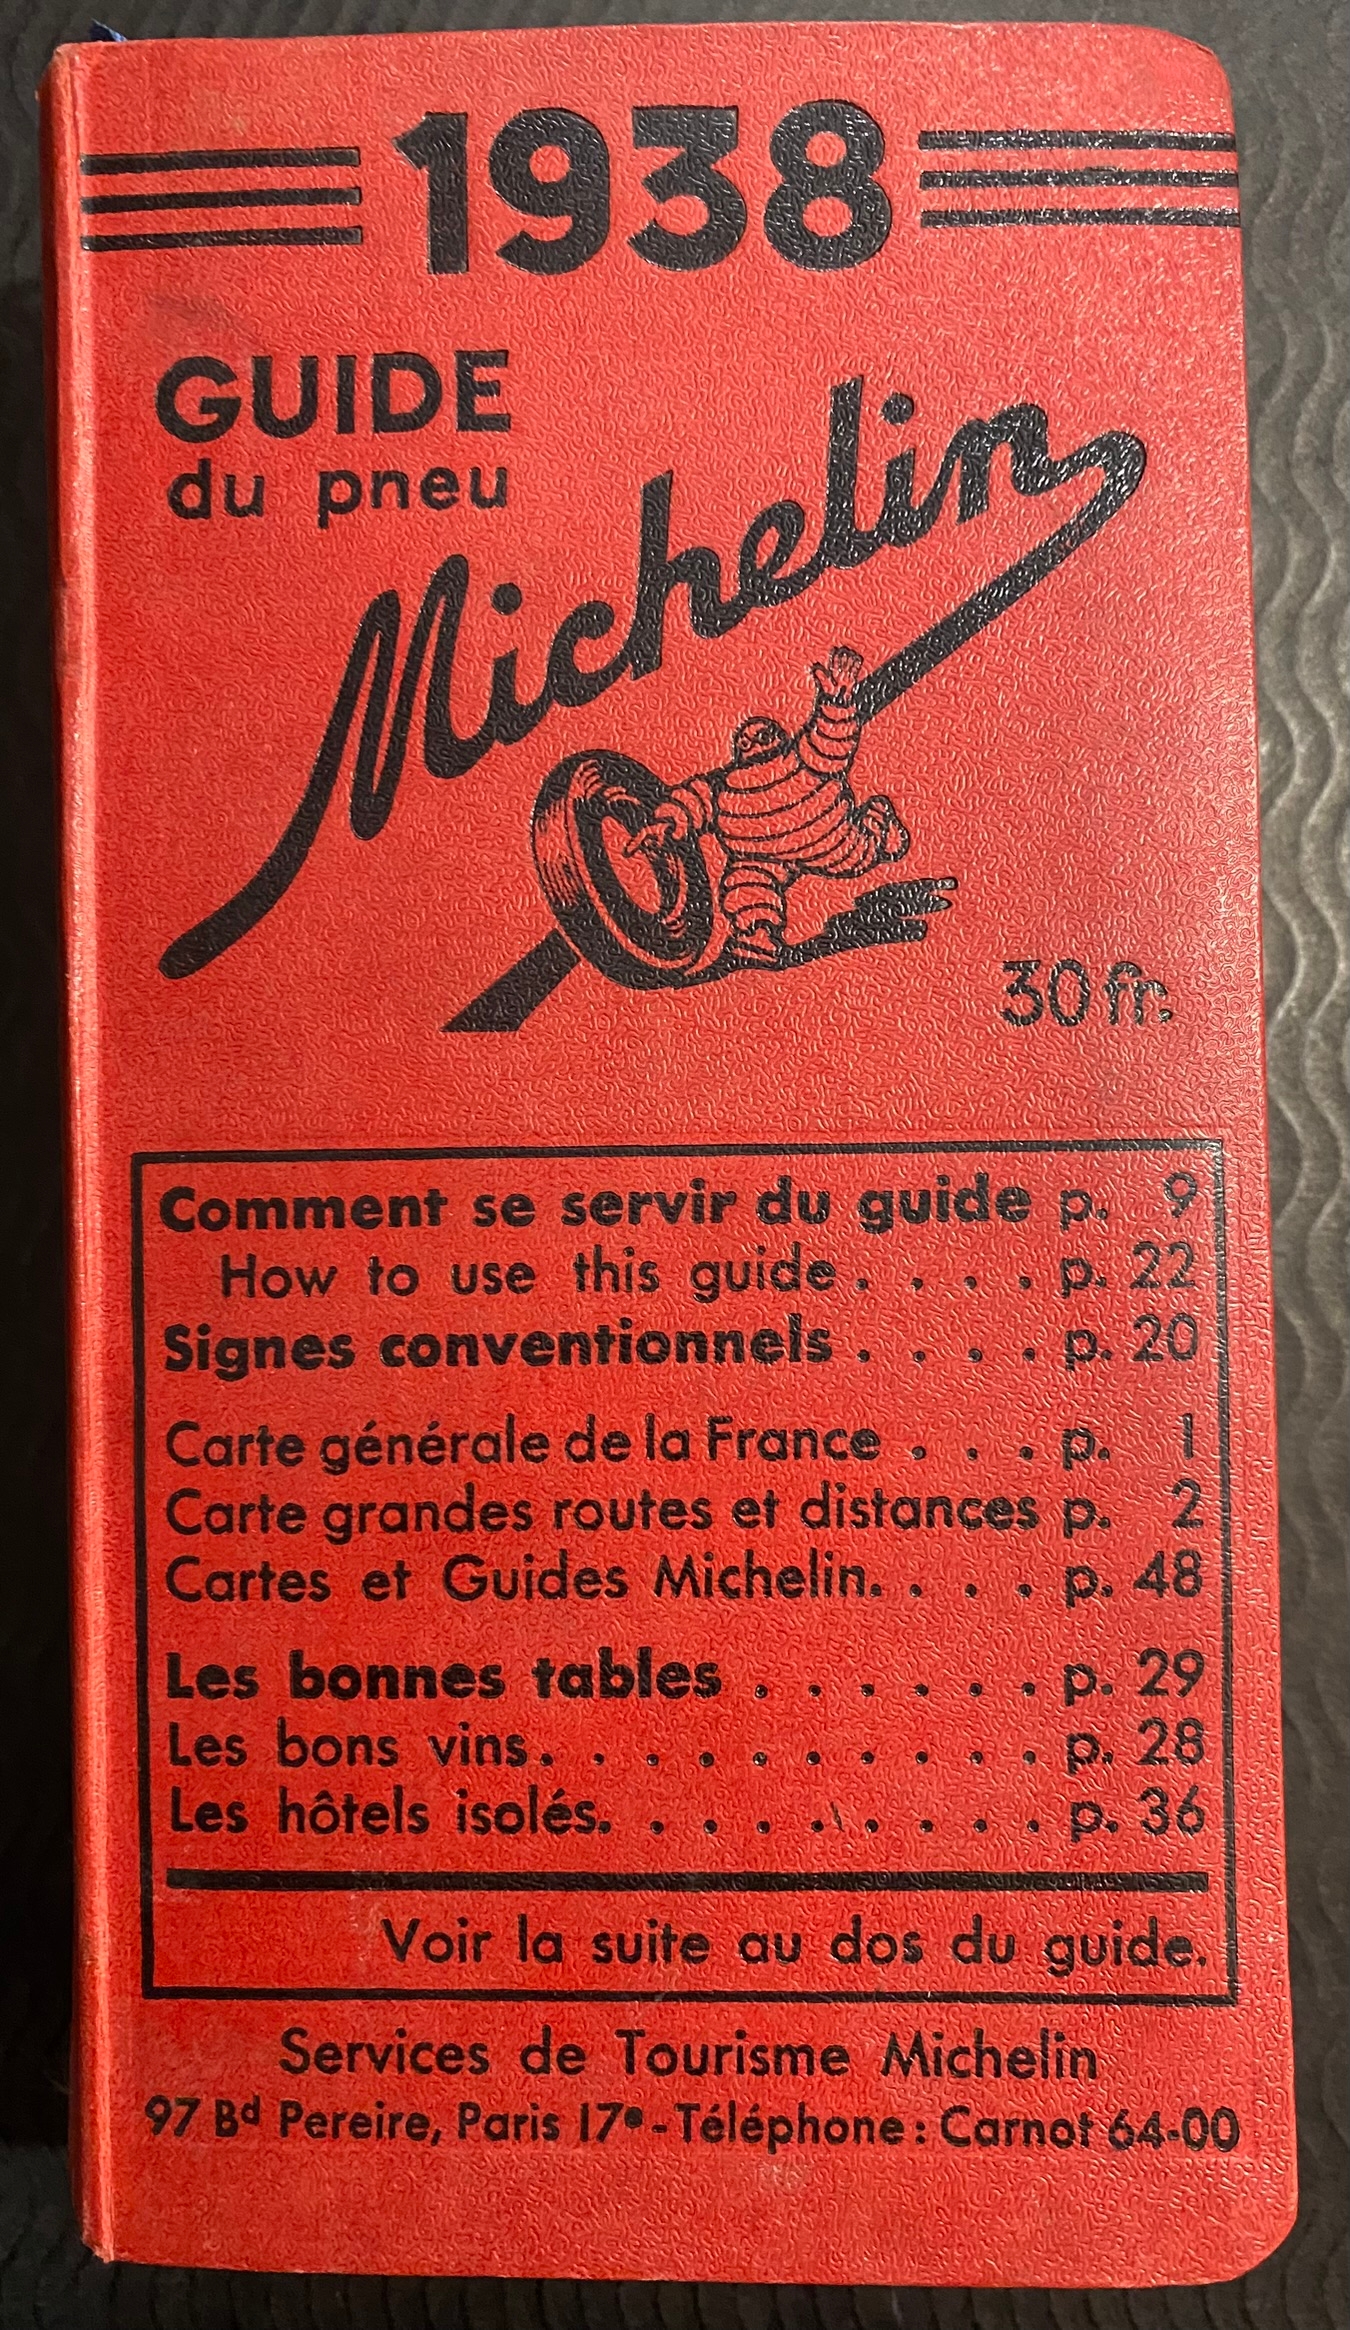 1938
GUIDE
du pneu
Michelin
30 fr.
Comment se servir du guide p. 9
How to use this guide . . . . p. 22
Signes conventionnels . . . . p. 20
Carte générale de la France . . . p. 1
Carte grandes routes et distances p. 2
Cartes et Guides Michelin. . . . p. 48
Les bonnes tables . . . . . . p. 29
Les bons vins. . . . . . . . . . p. 28
Les hôtels isolés. . . . . . . . . p. 36
Voir la suite au dos du guide.
Services de Tourisme Michelin
97 Bd Pereire, Paris 17e - Téléphone : Carnot 64-00